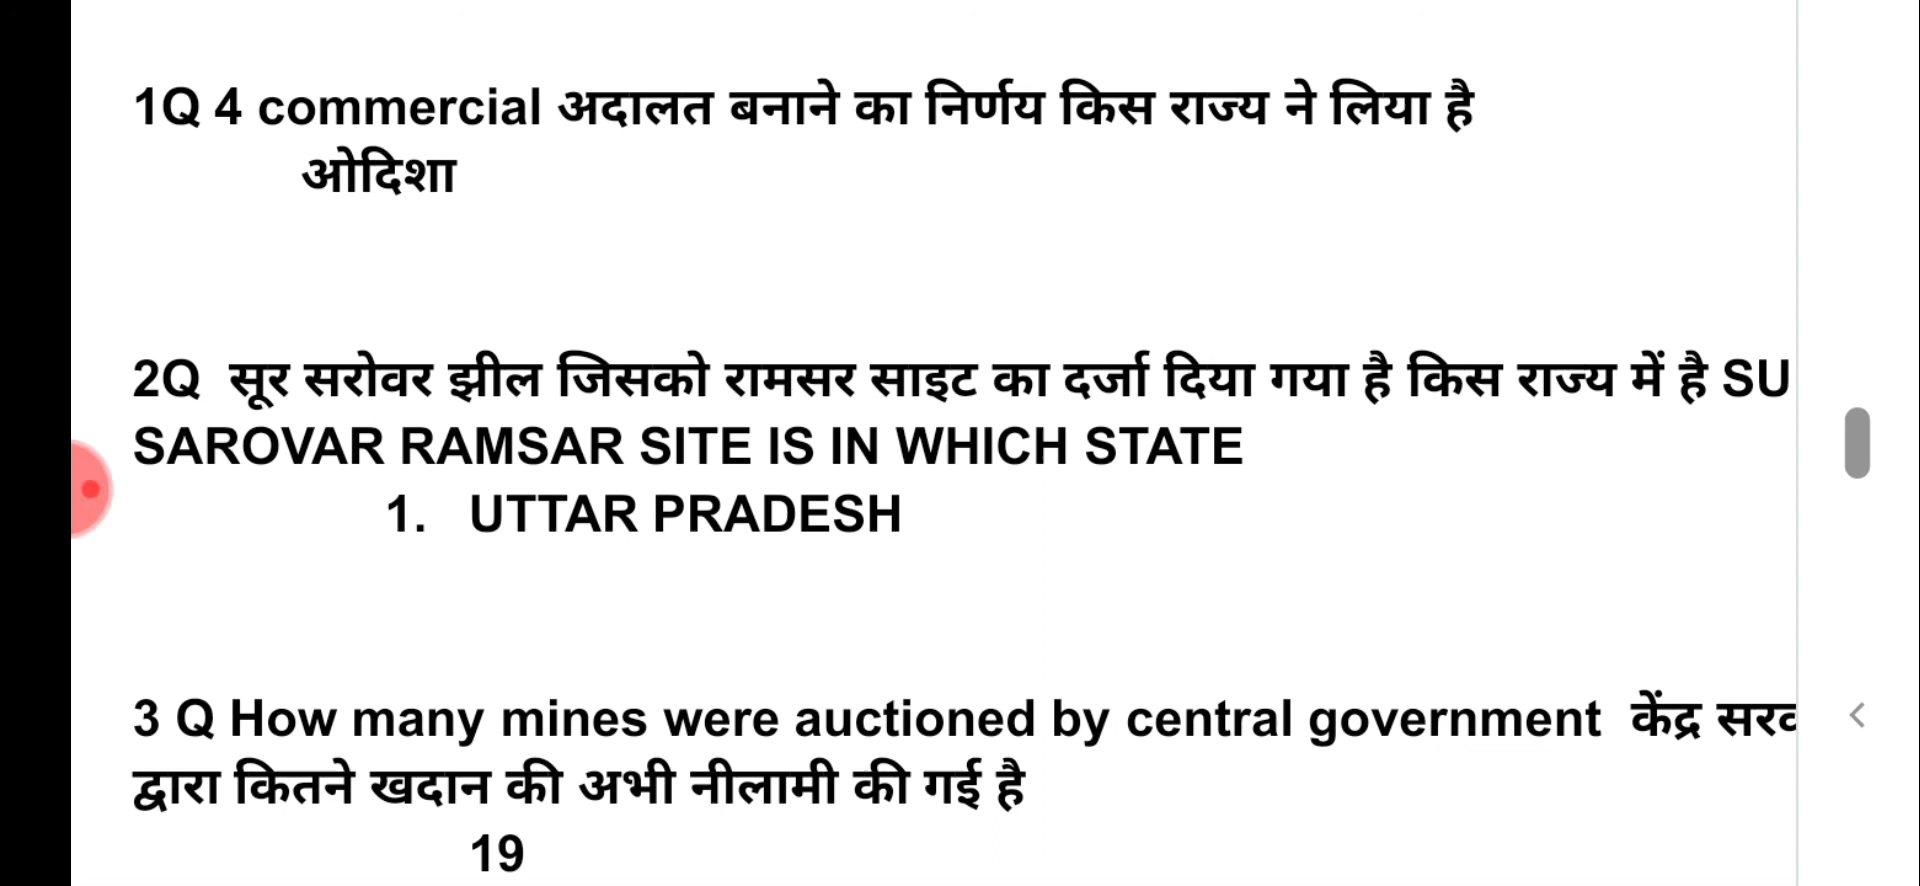 1Q 4 commercial अदालत बनाने का निर्णय किस राज्य ने लिया है
ओदिशा
2Q सूर सरोवर झील जिसको रामसर साइट का दर्जा दिया गया है किस राज्य में है SU
SAROVAR RAMSAR SITE IS IN WHICH STATE
1. UTTAR PRADESH
3 Q How many mines were auctioned by central government केंद्र
द्वारा कितने खदान की अभी नीलामी की गई है
19